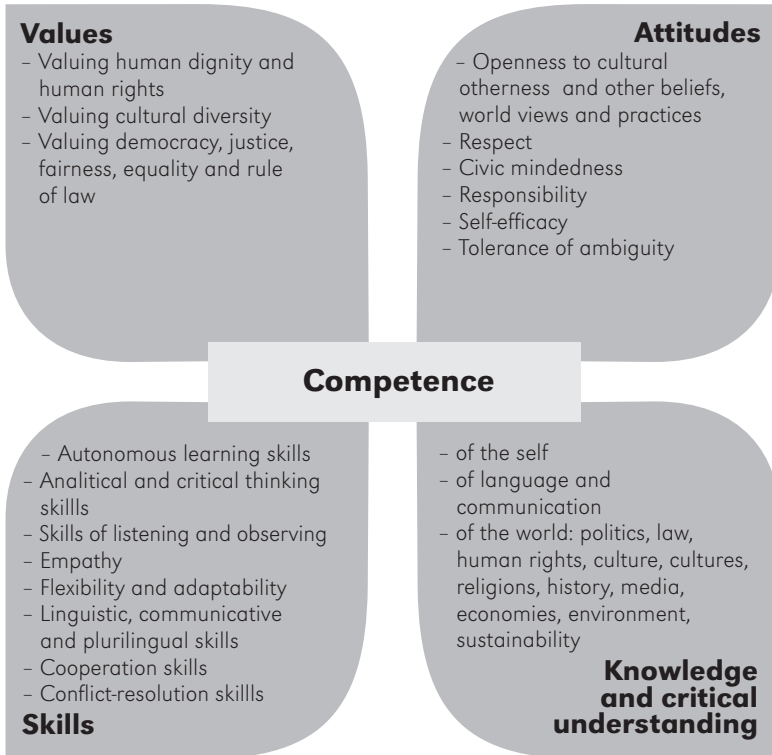 Values
– Valuing human dignity and
human rights
– Valuing cultural diversity
– Valuing democracy, justice,
fairness, equality and rule
of law
Attitudes
– Openness to cultural
otherness and other beliefs,
world views and practices
– Respect
– Civic mindedness
– Responsibility
– Self-efficacy
– Tolerance of ambiguity
Competence
– Autonomous learning skills
– Analitical and critical thinking
skillls
– Skills of listening and observing
– Empathy
– Flexibility and adaptability
– Linguistic, communicative
and plurilingual skills
– Cooperation skills
– Conflict-resolution skillls
Skills
– of the self
– of language and
communication
– of the world: politics, law,
human rights, culture, cultures,
religions, history, media,
economies, environment,
sustainability
Knowledge
and critical
understanding